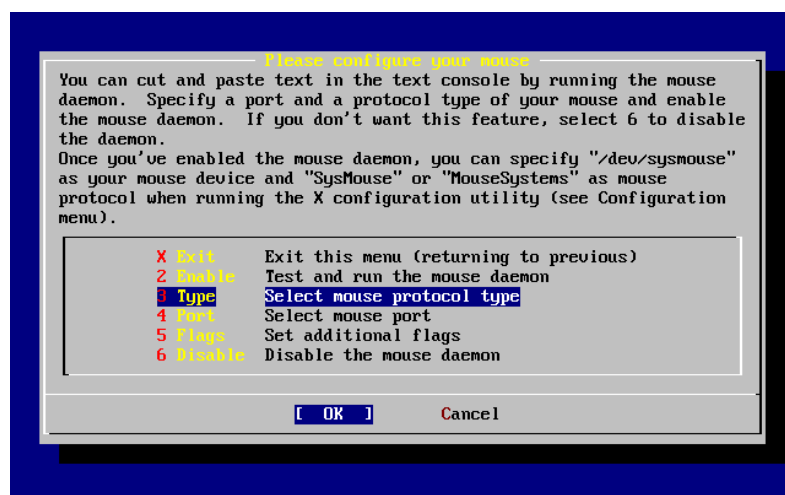 Please configure your mouse
You can cut and paste text in the text console by running the mouse
daemon.  Specify a port and a protocol type of your mouse and enable
the mouse daemon.  If you don't want this feature, select 6 to disable
the daemon.
Once you've enabled the mouse daemon, you can specify "/dev/sysmouse"
as your mouse device and "SysMouse" or "MouseSystems" as mouse
protocol when running the X configuration utility (see Configuration
menu).
X Exit Exit this menu (returning to previous)
2 Enable Test and run the mouse daemon
3 Type Select mouse protocol type
4 Port Select mouse port
5 Flags Set additional flags
6 Disable Disable the mouse daemon
[ OK ] Cancel